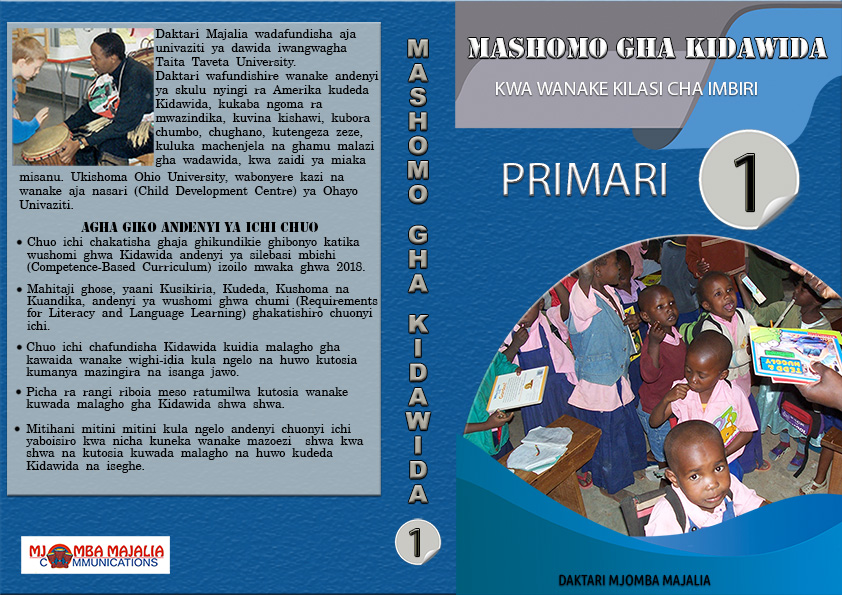 Daktari Majalia wadafundisha aja
univaziti ya dawida iwangwagha
Taita Taveta University.
Daktari wafundishire wanake andenyi
ya skulu nyingi ra Amerika kudeda
Kidawida, kukaba ngoma ra
mwazindika, kuvina kishawi, kubora
chumbo, chughano, kutengeza zeze,
kuluka machenjela na ghamu malazi
gha wadawida, kwa zaidi ya miaka
misanu. Ukishoma Ohio University, wabonyere kazi na
wanake aja nasari (Child Development Centre) ya Ohayo
Univaziti.
AGHA GIKO ANDENYI YA ICHI CHUO
• Chuo ichi chakatisha ghaja ghikundikie ghibonyo katika
wushomi ghwa Kidawida andenyi ya silebasi mbishi
(Competence-Based Curriculum) izoilo mwaka ghwa 2018.
• Mahitaji ghose, yaani Kusikiria, Kudeda, Kushoma na
Kuandika, andenyi ya wushomi ghwa chumi (Requirements
for Literacy and Language Learning) ghakatishiro chuonyi
ichi.
• Chuo ichi chafundisha Kidawida kuidia malagho gha
kawaida wanake wighi-idia kula ngelo na huwo kutosia
kumanya mazingira na isanga jawo.
• Picha ra rangi riboia meso ratumilwa kutosia wanake
kuwada malagho gha Kidawida shwa shwa.
• Mitihani mitini mitini kula ngelo andenyi chuonyi ichi
yaboisiro kwa nicha kuneka wanake mazoezi shwa kwa
shwa na kutosia kuwada malagho na huwo kudeda
Kidawida na iseghe.
MJOMBA MAJALIA
COMMUNICATIONS
MASHOMO GHA KIDAWIDA
1
MASHOMO GHA KIDAWIDA
KWA WANAKE KILASI CHA IMBIRI
PRIMARI 1
TEDD &
HUGGLY
DAKTARI MJOMBA MAJALIA